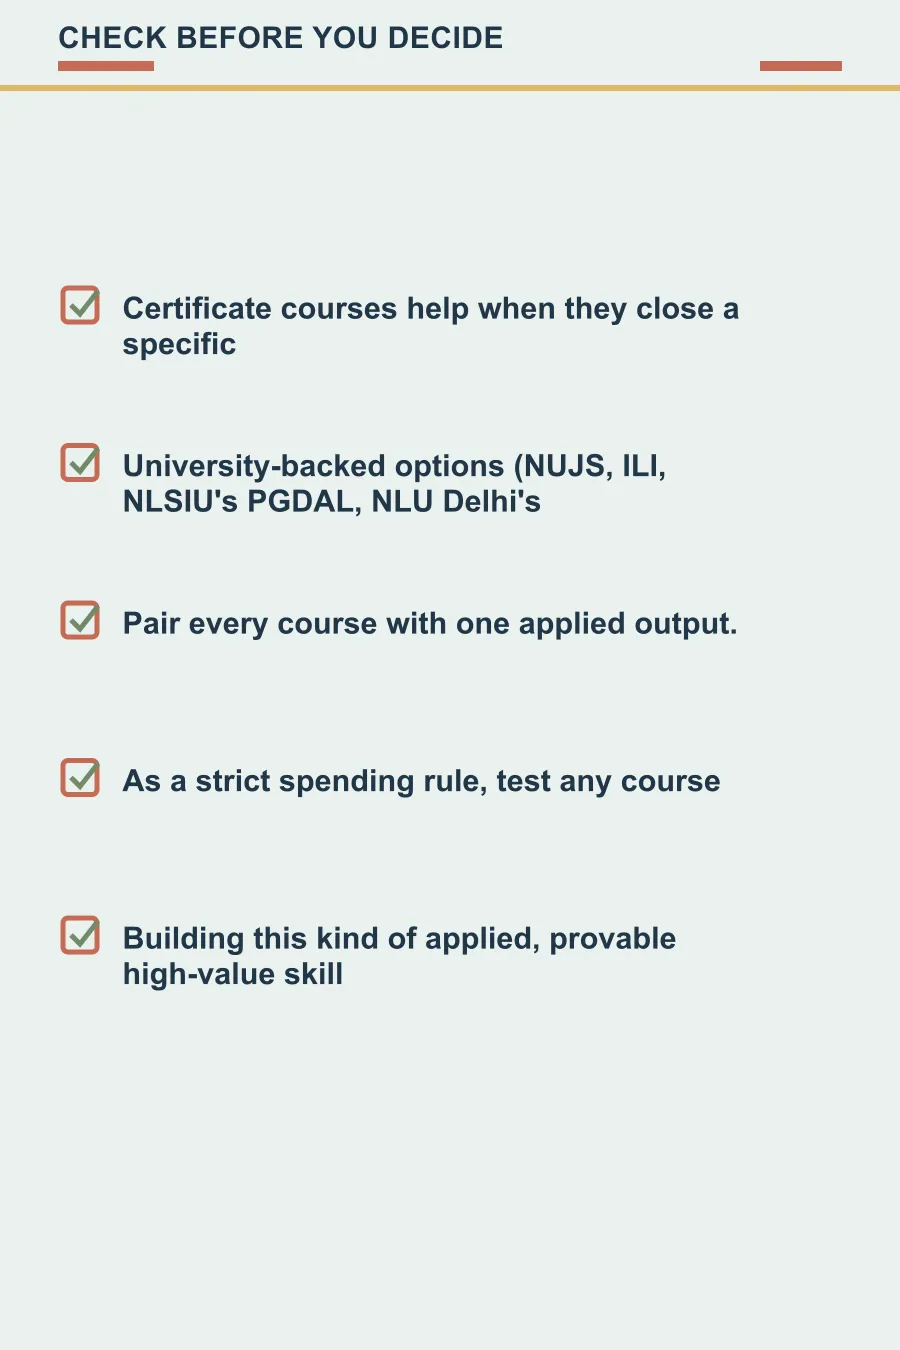 CHECK BEFORE YOU DECIDE
Certificate courses help when they close a
specific
University-backed options (NUJS, ILI,
NLSIU's PGDAL, NLU Delhi's
Pair every course with one applied output.
As a strict spending rule, test any course
Building this kind of applied, provable
high-value skill